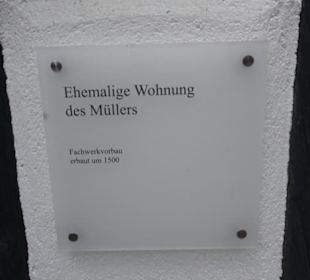 Ehemalige Wohnung
des Müllers
Fachwerkvorbau
erbaut um 1500